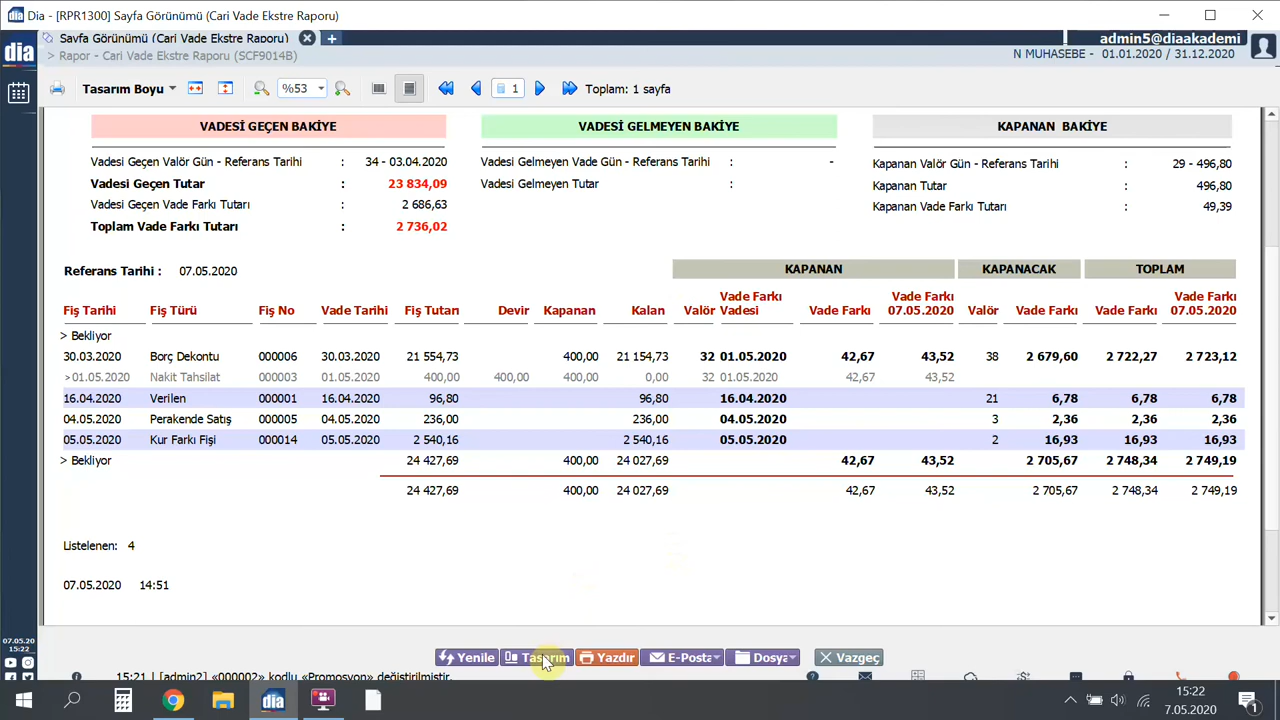 Dia - [RPR1300] Sayfa Görünümü (Cari Vade Ekstre Raporu)
dia
Sayfa Görünümü (Cari Vade Ekstre Raporu)
admin5@diaakademi
> Rapor - Cari Vade Ekstre Raporu (SCF9014B)
N MUHASEBE - 01.01.2020 / 31.12.2020
Tasarım Boyu %53 1 Toplam: 1 sayfa
VADESİ GEÇEN BAKİYE VADESİ GELMEYEN BAKİYE KAPANAN BAKİYE
Vadesi Geçen Valör Gün - Referans Tarihi : 34 - 03.04.2020 Vadesi Gelmeyen Vade Gün - Referans Tarihi : - Kapanan Valör Gün - Referans Tarihi : 29 - 496,80
Vadesi Geçen Tutar : 23 834,09 Vadesi Gelmeyen Tutar : Kapanan Tutar : 496,80
Vadesi Geçen Vade Farkı Tutarı : 2 686,63 Kapanan Vade Farkı Tutarı : 49,39
Toplam Vade Farkı Tutarı : 2 736,02
Referans Tarihi : 07.05.2020 KAPANAN KAPANACAK TOPLAM
Fiş Tarihi Fiş Türü Fiş No Vade Tarihi Fiş Tutarı Devir Kapanan Kalan Valör Vade Farkı Vadesi Vade Farkı Vade Farkı 07.05.2020 Valör Vade Farkı Vade Farkı Vade Farkı 07.05.2020
> Bekliyor
30.03.2020 Borç Dekontu 000006 30.03.2020 21 554,73 400,00 21 154,73 32 01.05.2020 42,67 43,52 38 2 679,60 2 722,27 2 723,12
>01.05.2020 Nakit Tahsilat 000003 01.05.2020 400,00 400,00 400,00 0,00 32 01.05.2020 42,67 43,52
16.04.2020 Verilen 000001 16.04.2020 96,80 96,80 16.04.2020 21 6,78 6,78 6,78
04.05.2020 Perakende Satış 000005 04.05.2020 236,00 236,00 04.05.2020 3 2,36 2,36 2,36
05.05.2020 Kur Farkı Fişi 000014 05.05.2020 2 540,16 2 540,16 05.05.2020 2 16,93 16,93 16,93
> Bekliyor 24 427,69 400,00 24 027,69 42,67 43,52 2 705,67 2 748,34 2 749,19
24 427,69 400,00 24 027,69 42,67 43,52 2 705,67 2 748,34 2 749,19
Listelenen: 4
07.05.2020 14:51
07.05.20
15:22
Yenile Tasarım Yazdır E-Posta Dosya Vazgeç
15:21 | [admin2] «000002» kodlu «Promosyon» değiştirilmiştir.
dia
15:22
7.05.2020
1